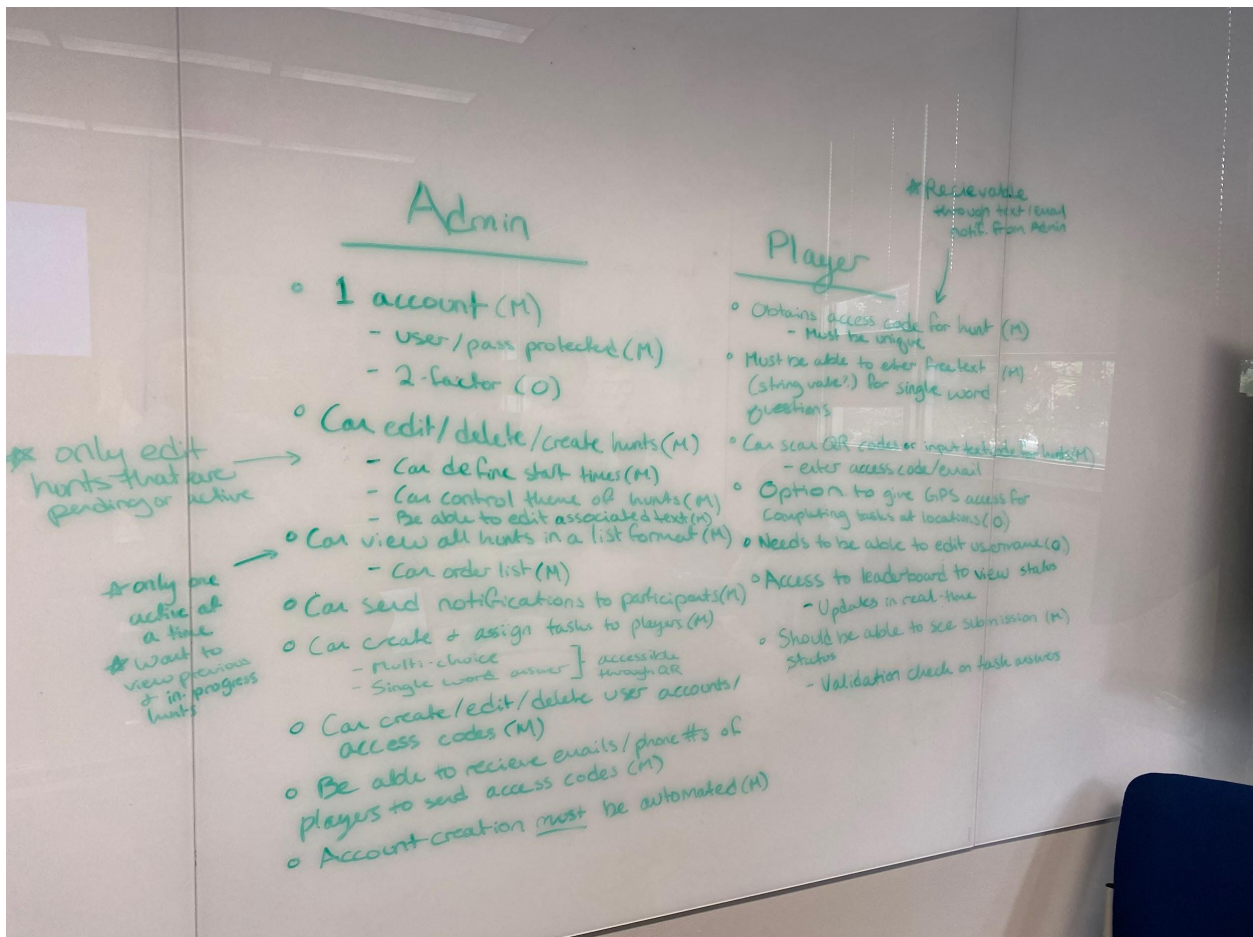 Admin
o 1 account (M)
- user/pass protected (M)
- 2-factor (O)
o Can edit/delete/create hunts (M)
- Can define start times (M)
- Can control theme of hunts (M)
- Be able to edit associated text (M)
o Can view all hunts in a list format (M)
- Can order list (M)
o Can send notifications to participants (M)
o Can create + assign tasks to players (M)
- Multi-choice
- Single word answer
] accessible
through QR
o Can create/edit/delete user accounts/
access codes (M)
o Be able to recieve emails/phone #s of
players to send access codes (M)
o Account creation must be automated (M)
* only edit
hunts that are
pending or active
* only one
active at
a time
* want to
view previous
+ in progress
hunts
Player
o Obtains access code for hunt (M)
- Must be unique
o Must be able to enter free text (M)
(string value?) for single word
questions
o Can scan QR codes or input for hunts (M)
- enter access code/email
o Option to give GPS access for
completing tasks at locations (O)
o Needs to be able to edit username (O)
o Access to leaderboard to view status
- Updates in real-time
o Should be able to see submission (M)
status
- Validation check on task answer
* Recievable
through text/email
notif. from Admin